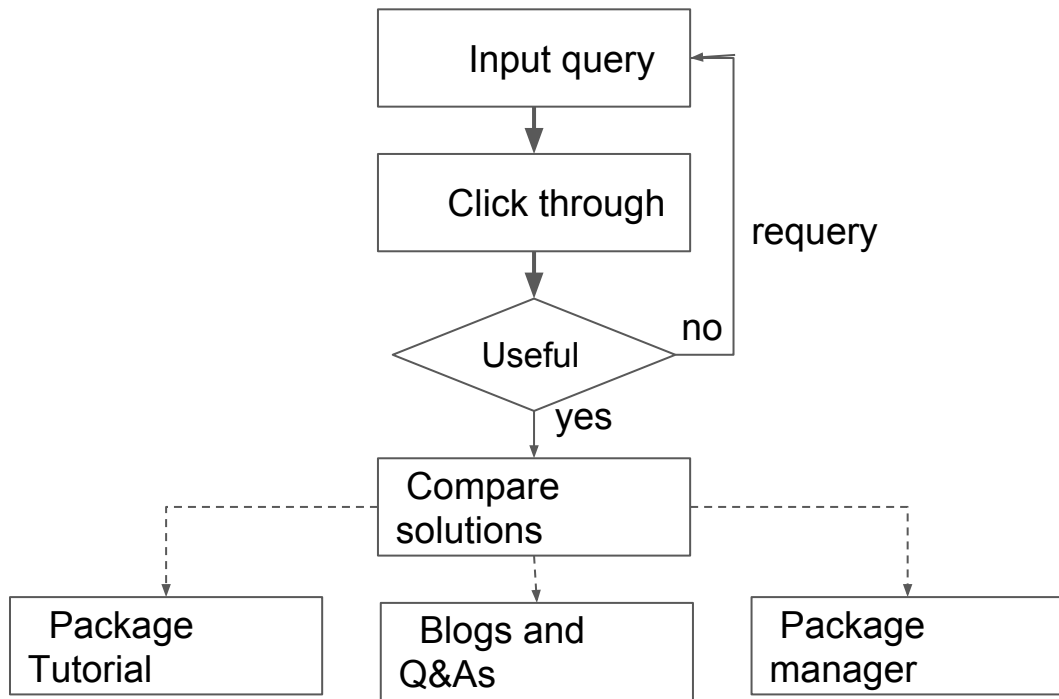 Input query
Click through
requery
Useful
no
yes
Compare
solutions
Package
Tutorial
Blogs and
Q&As
Package
manager